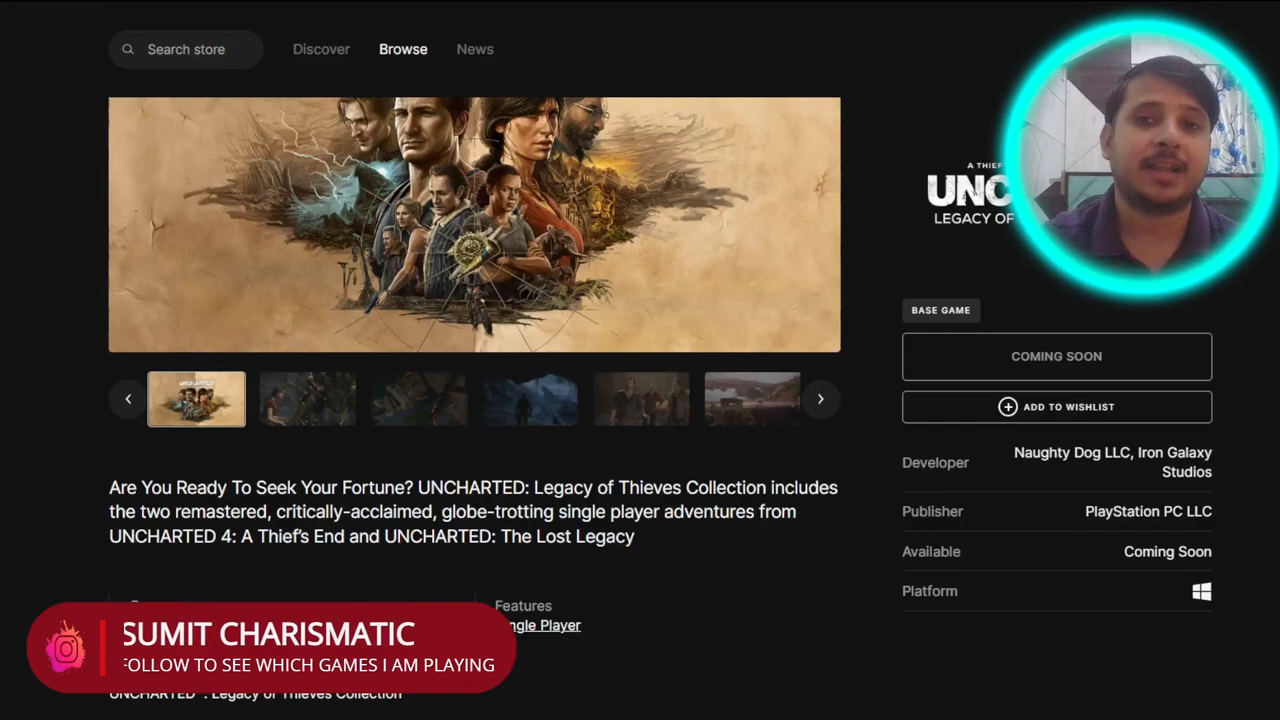 Search store
Discover
Browse
News
A THIEF
UNC
LEGACY OF
BASE GAME
COMING SOON
ADD TO WISHLIST
Developer
Naughty Dog LLC, Iron Galaxy
Studios
Publisher
PlayStation PC LLC
Available
Coming Soon
Platform
UNCHARTED
Are You Ready To Seek Your Fortune? UNCHARTED: Legacy of Thieves Collection includes
the two remastered, critically-acclaimed, globe-trotting single player adventures from
UNCHARTED 4: A Thief's End and UNCHARTED: The Lost Legacy
Features
ngle Player
SUMIT CHARISMATIC
FOLLOW TO SEE WHICH GAMES I AM PLAYING
UNCHARTED : Legacy of Thieves Collection